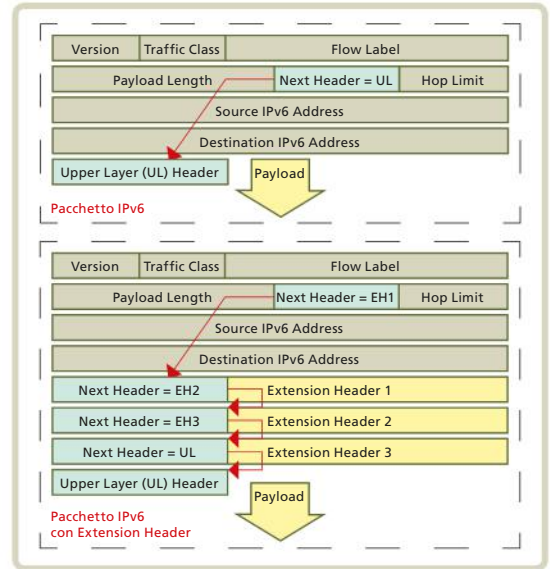 Version Traffic Class Flow Label
Payload Length Next Header = UL Hop Limit
Source IPv6 Address
Destination IPv6 Address
Upper Layer (UL) Header Payload
Pacchetto IPv6
Version Traffic Class Flow Label
Payload Length Next Header = EH1 Hop Limit
Source IPv6 Address
Destination IPv6 Address
Next Header = EH2 Extension Header 1
Next Header = EH3 Extension Header 2
Next Header = UL Extension Header 3
Upper Layer (UL) Header
Payload
Pacchetto IPv6
con Extension Header